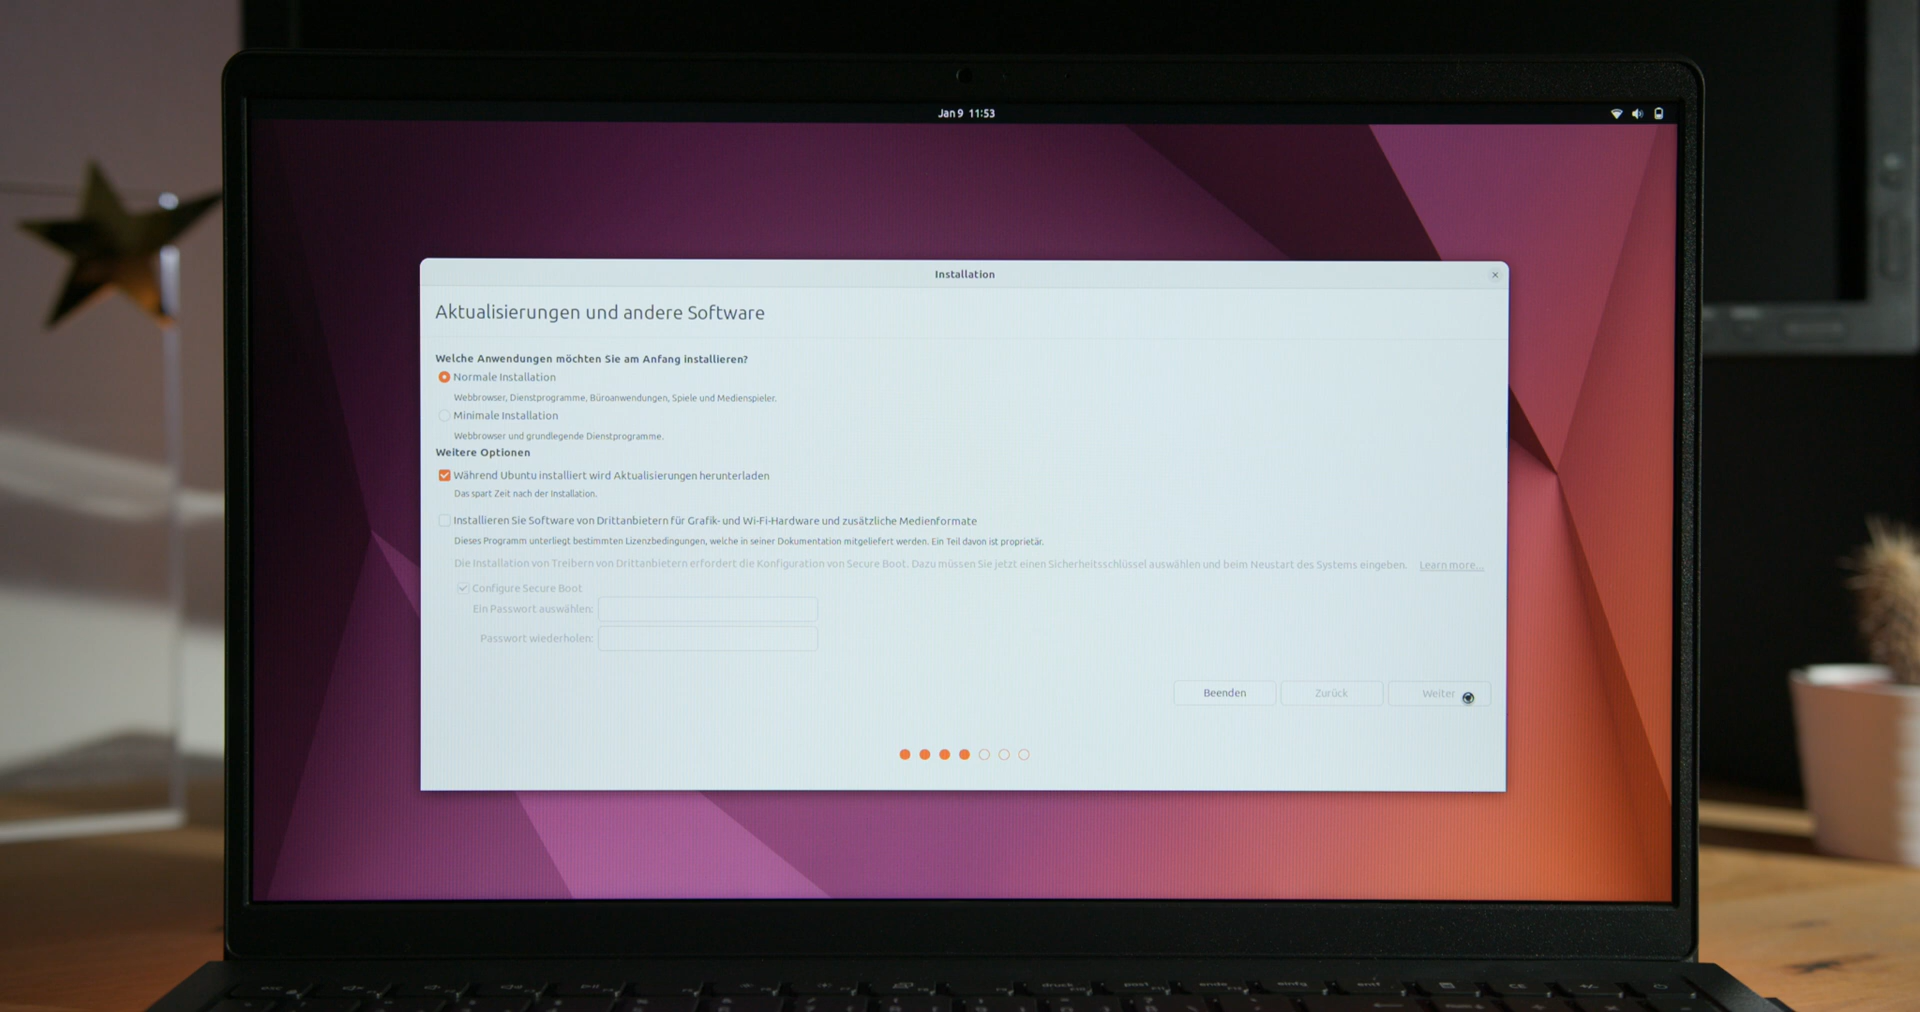 Jan 9 11:53
Installation
Aktualisierungen und andere Software
Welche Anwendungen möchten Sie am Anfang installieren?
Normale Installation
Webbrowser, Dienstprogramme, Büroanwendungen, Spiele und Medienspieler.
Minimale Installation
Webbrowser und grundlegende Dienstprogramme.
Weitere Optionen
Während Ubuntu installiert wird Aktualisierungen herunterladen
Das spart Zeit nach der Installation.
Installieren Sie Software von Drittanbietern für Grafik- und Wi-Fi-Hardware und zusätzliche Medienformate
Dieses Programm unterliegt bestimmten Lizenzbedingungen, welche in seiner Dokumentation mitgeliefert werden. Ein Teil davon ist proprietär.
Die Installation von Treibern von Drittanbietern erfordert die Konfiguration von Secure Boot. Dazu müssen Sie jetzt einen Sicherheitsschlüssel auswählen und beim Neustart des Systems eingeben. Learn more...
Configure Secure Boot
Ein Passwort auswählen:
Passwort wiederholen:
Beenden Zurück Weiter